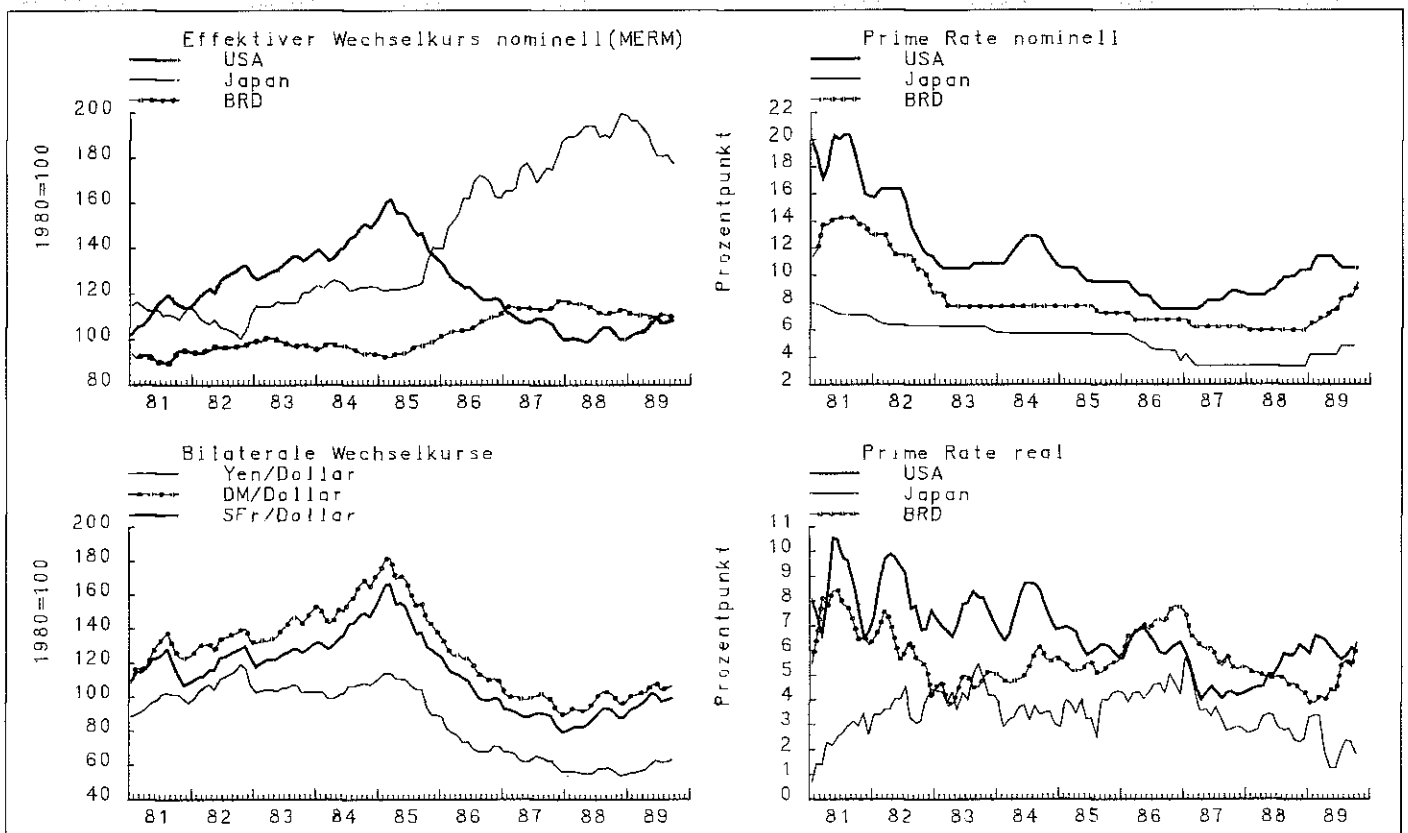 Effektiver Wechselkurs nominell(MERM)
USA
Japan
BRD
1980=100
200
180
160
140
120
100
80
81 82 83 84 85 86 87 88 89
Prime Rate nominell
USA
Japan
BRD
Prozentpunkt
22
20
18
16
14
12
10
8
6
4
2
81 82 83 84 85 86 87 88 89
Bilaterale Wechselkurse
Yen/Dollar
DM/Dollar
SFr/Dollar
1980=100
200
180
160
140
120
100
80
60
40
81 82 83 84 85 86 87 88 89
Prime Rate real
USA
Japan
BRD
Prozentpunkt
11
10
9
8
7
6
5
4
3
2
1
0
81 82 83 84 85 86 87 88 89